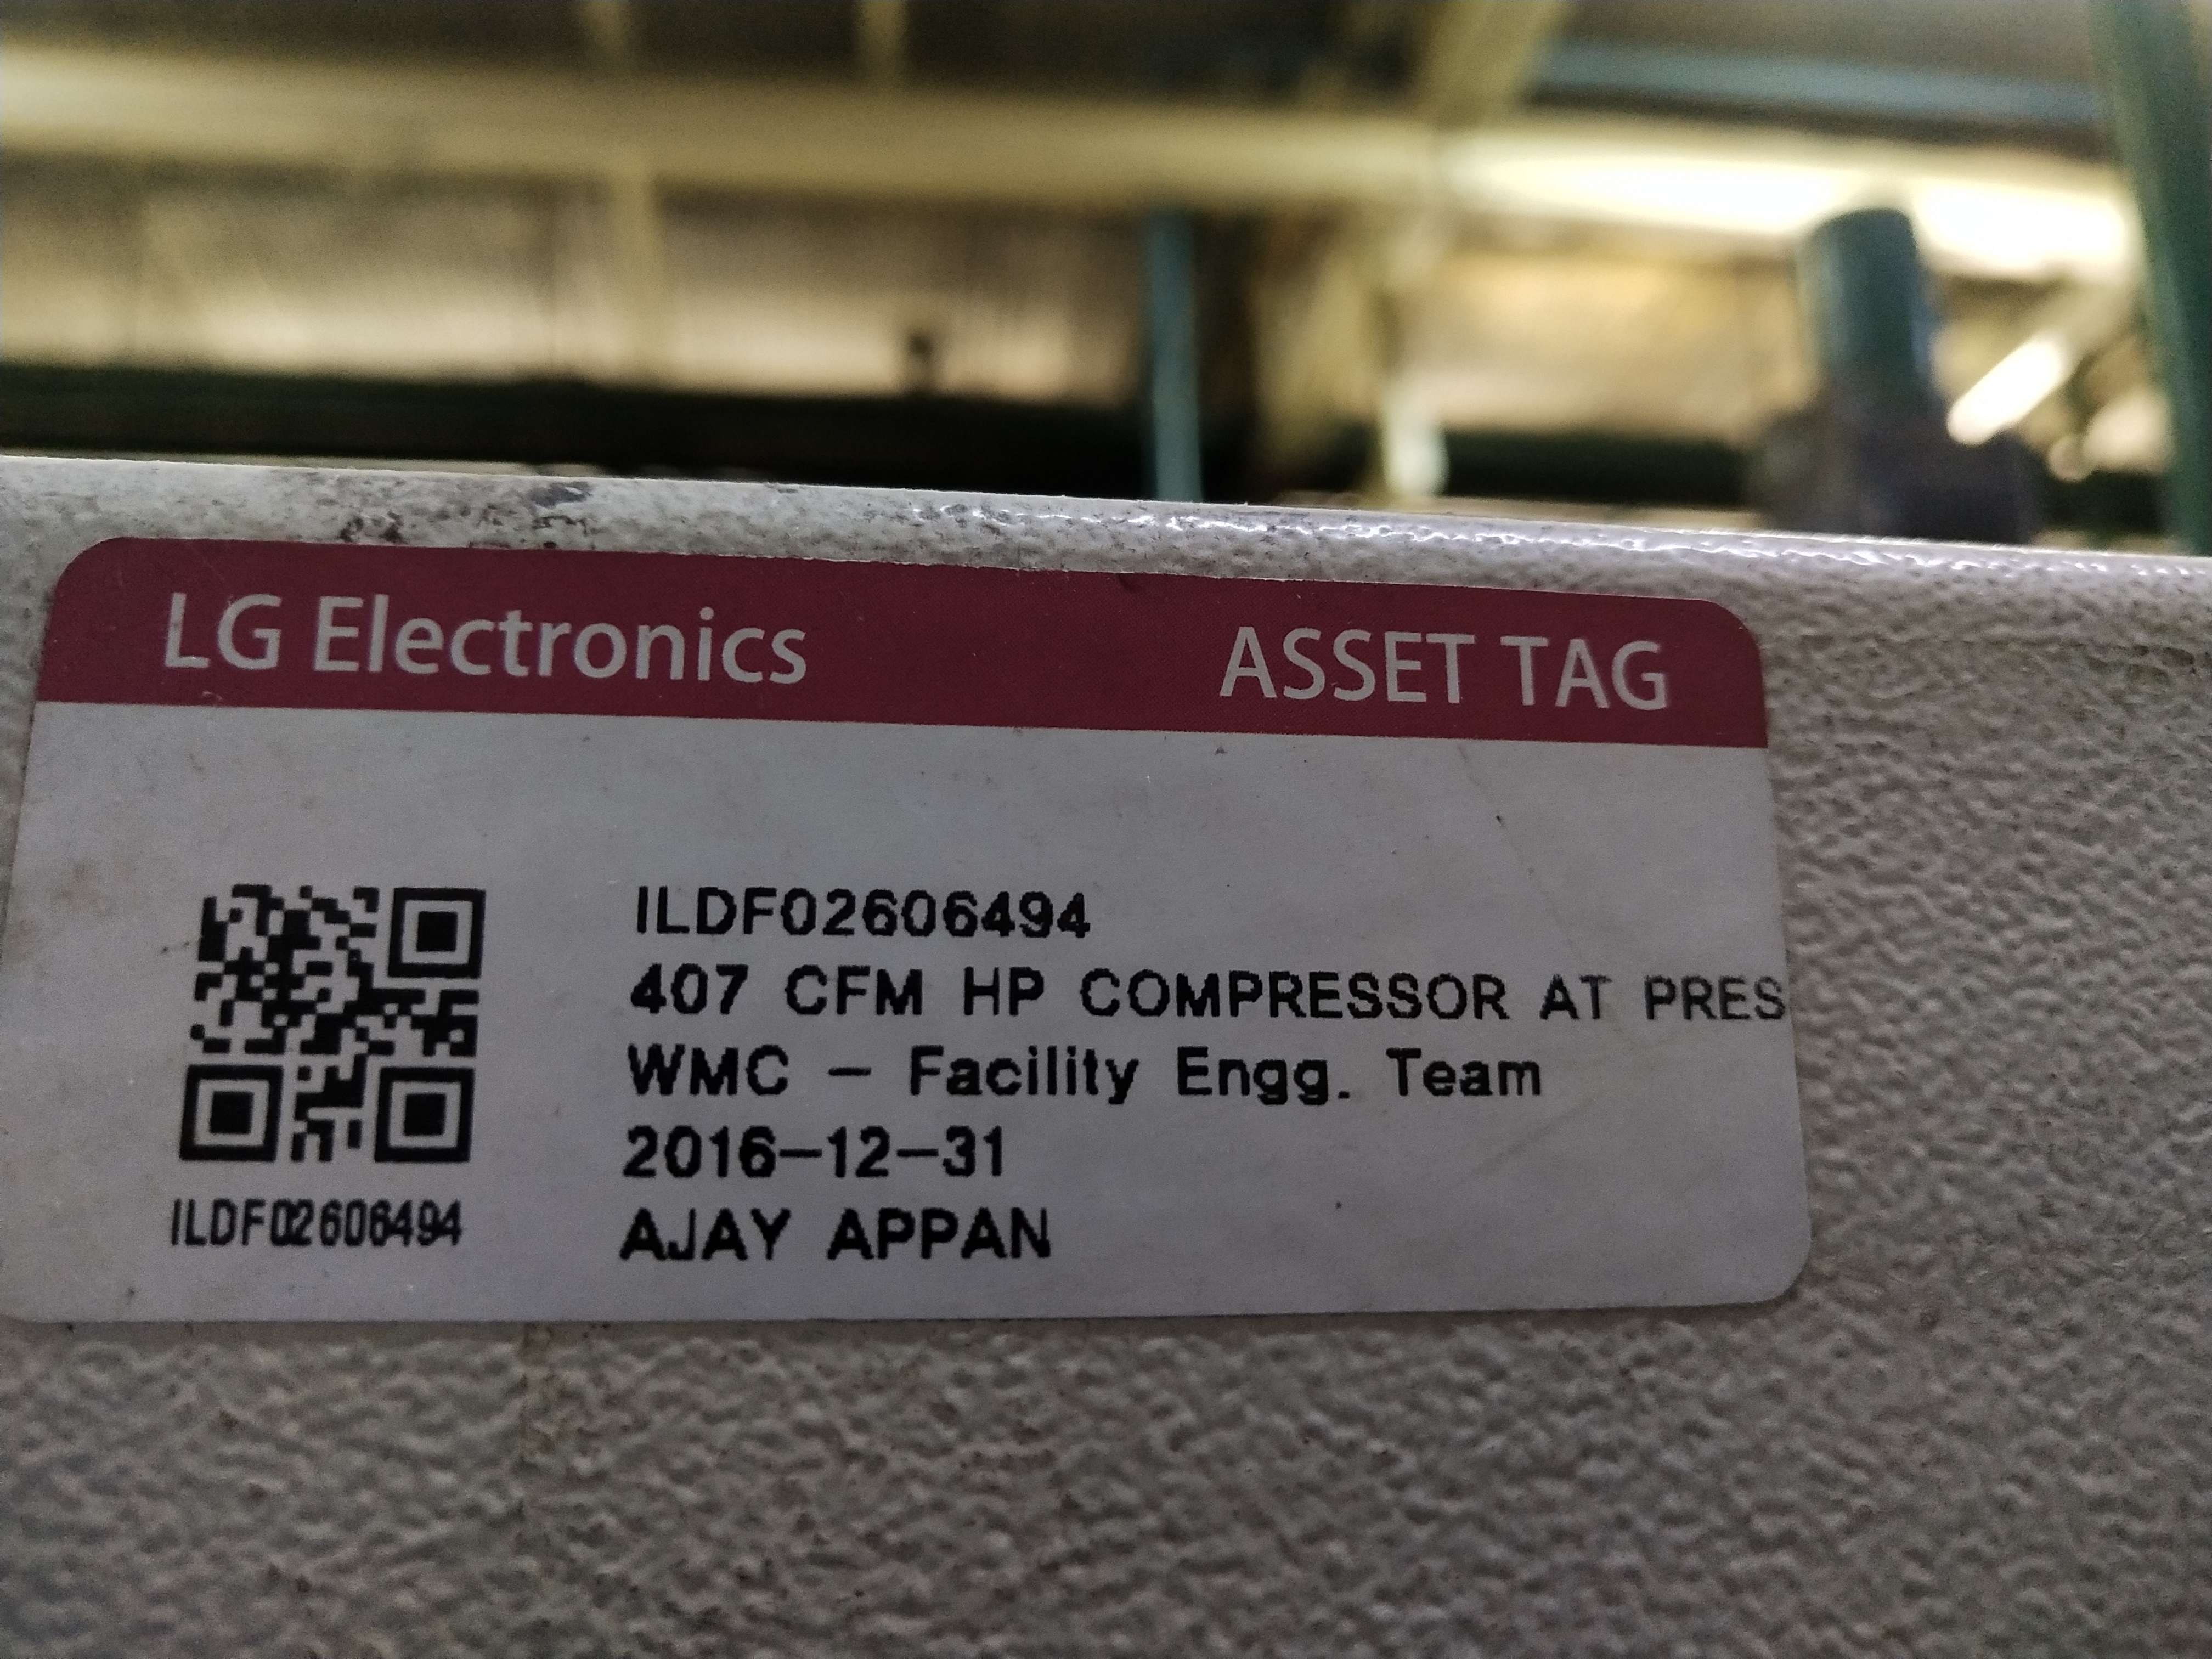 LG Electronics ASSET TAG
ILDF02606494
407 CFM HP COMPRESSOR AT PRES
WMC - Facility Engg. Team
2016-12-31
AJAY APPAN
ILDF02606494